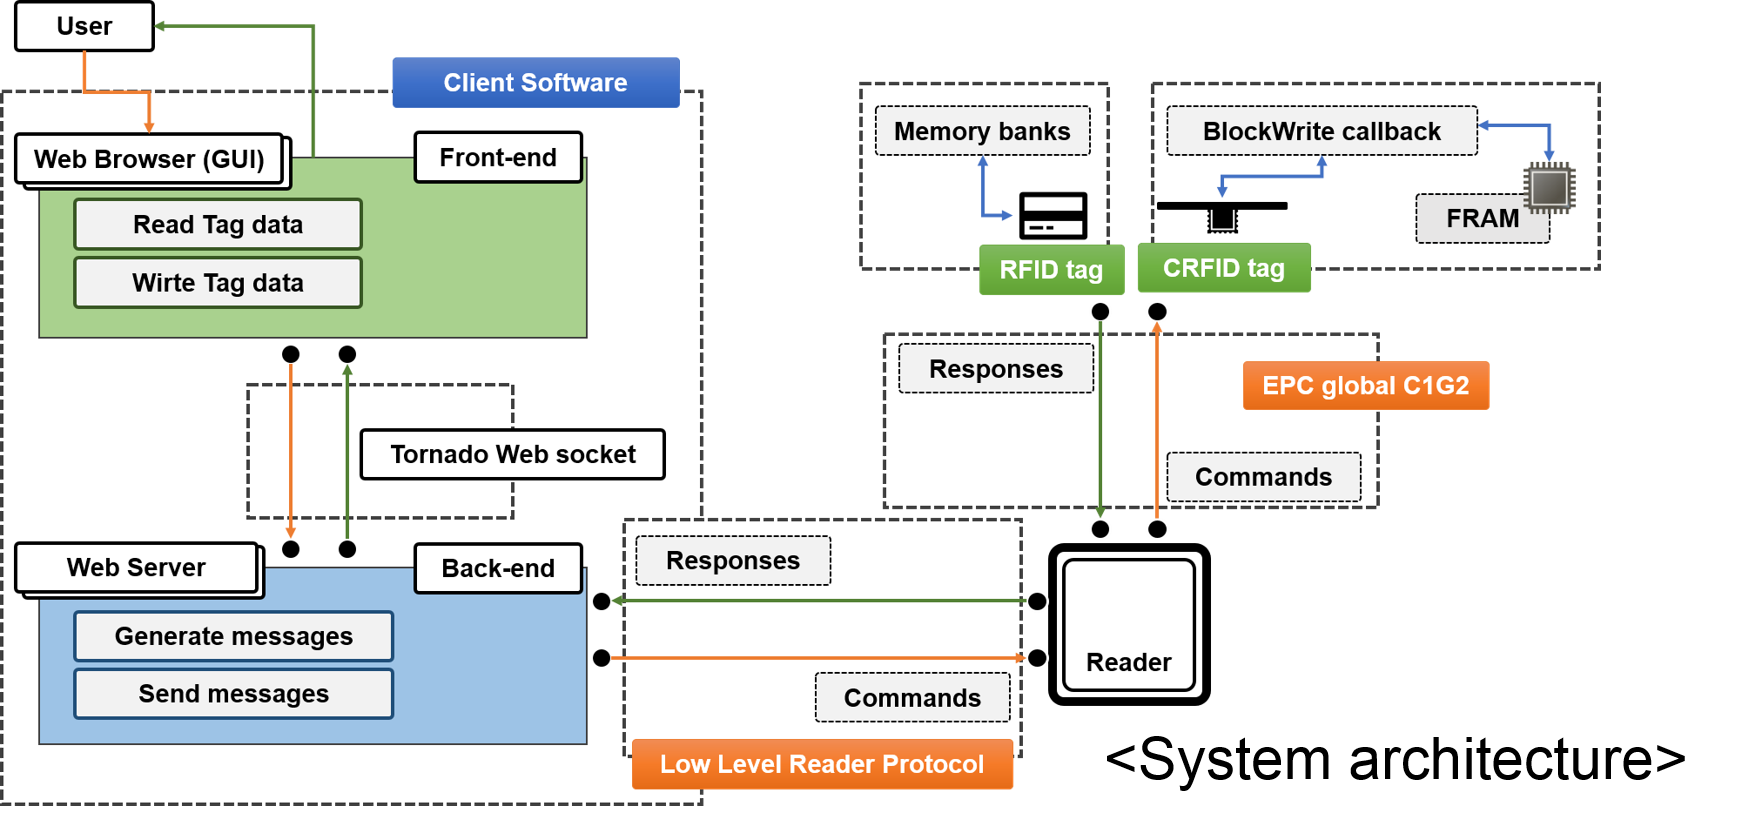 User
Client Software
Web Browser (GUI)
Front-end
Read Tag data
Wirte Tag data
Tornado Web socket
Web Server
Back-end
Generate messages
Send messages
Responses
Commands
Low Level Reader Protocol
Memory banks
RFID tag
BlockWrite callback
FRAM
CRFID tag
Responses
EPC global C1G2
Commands
Reader
<System architecture>